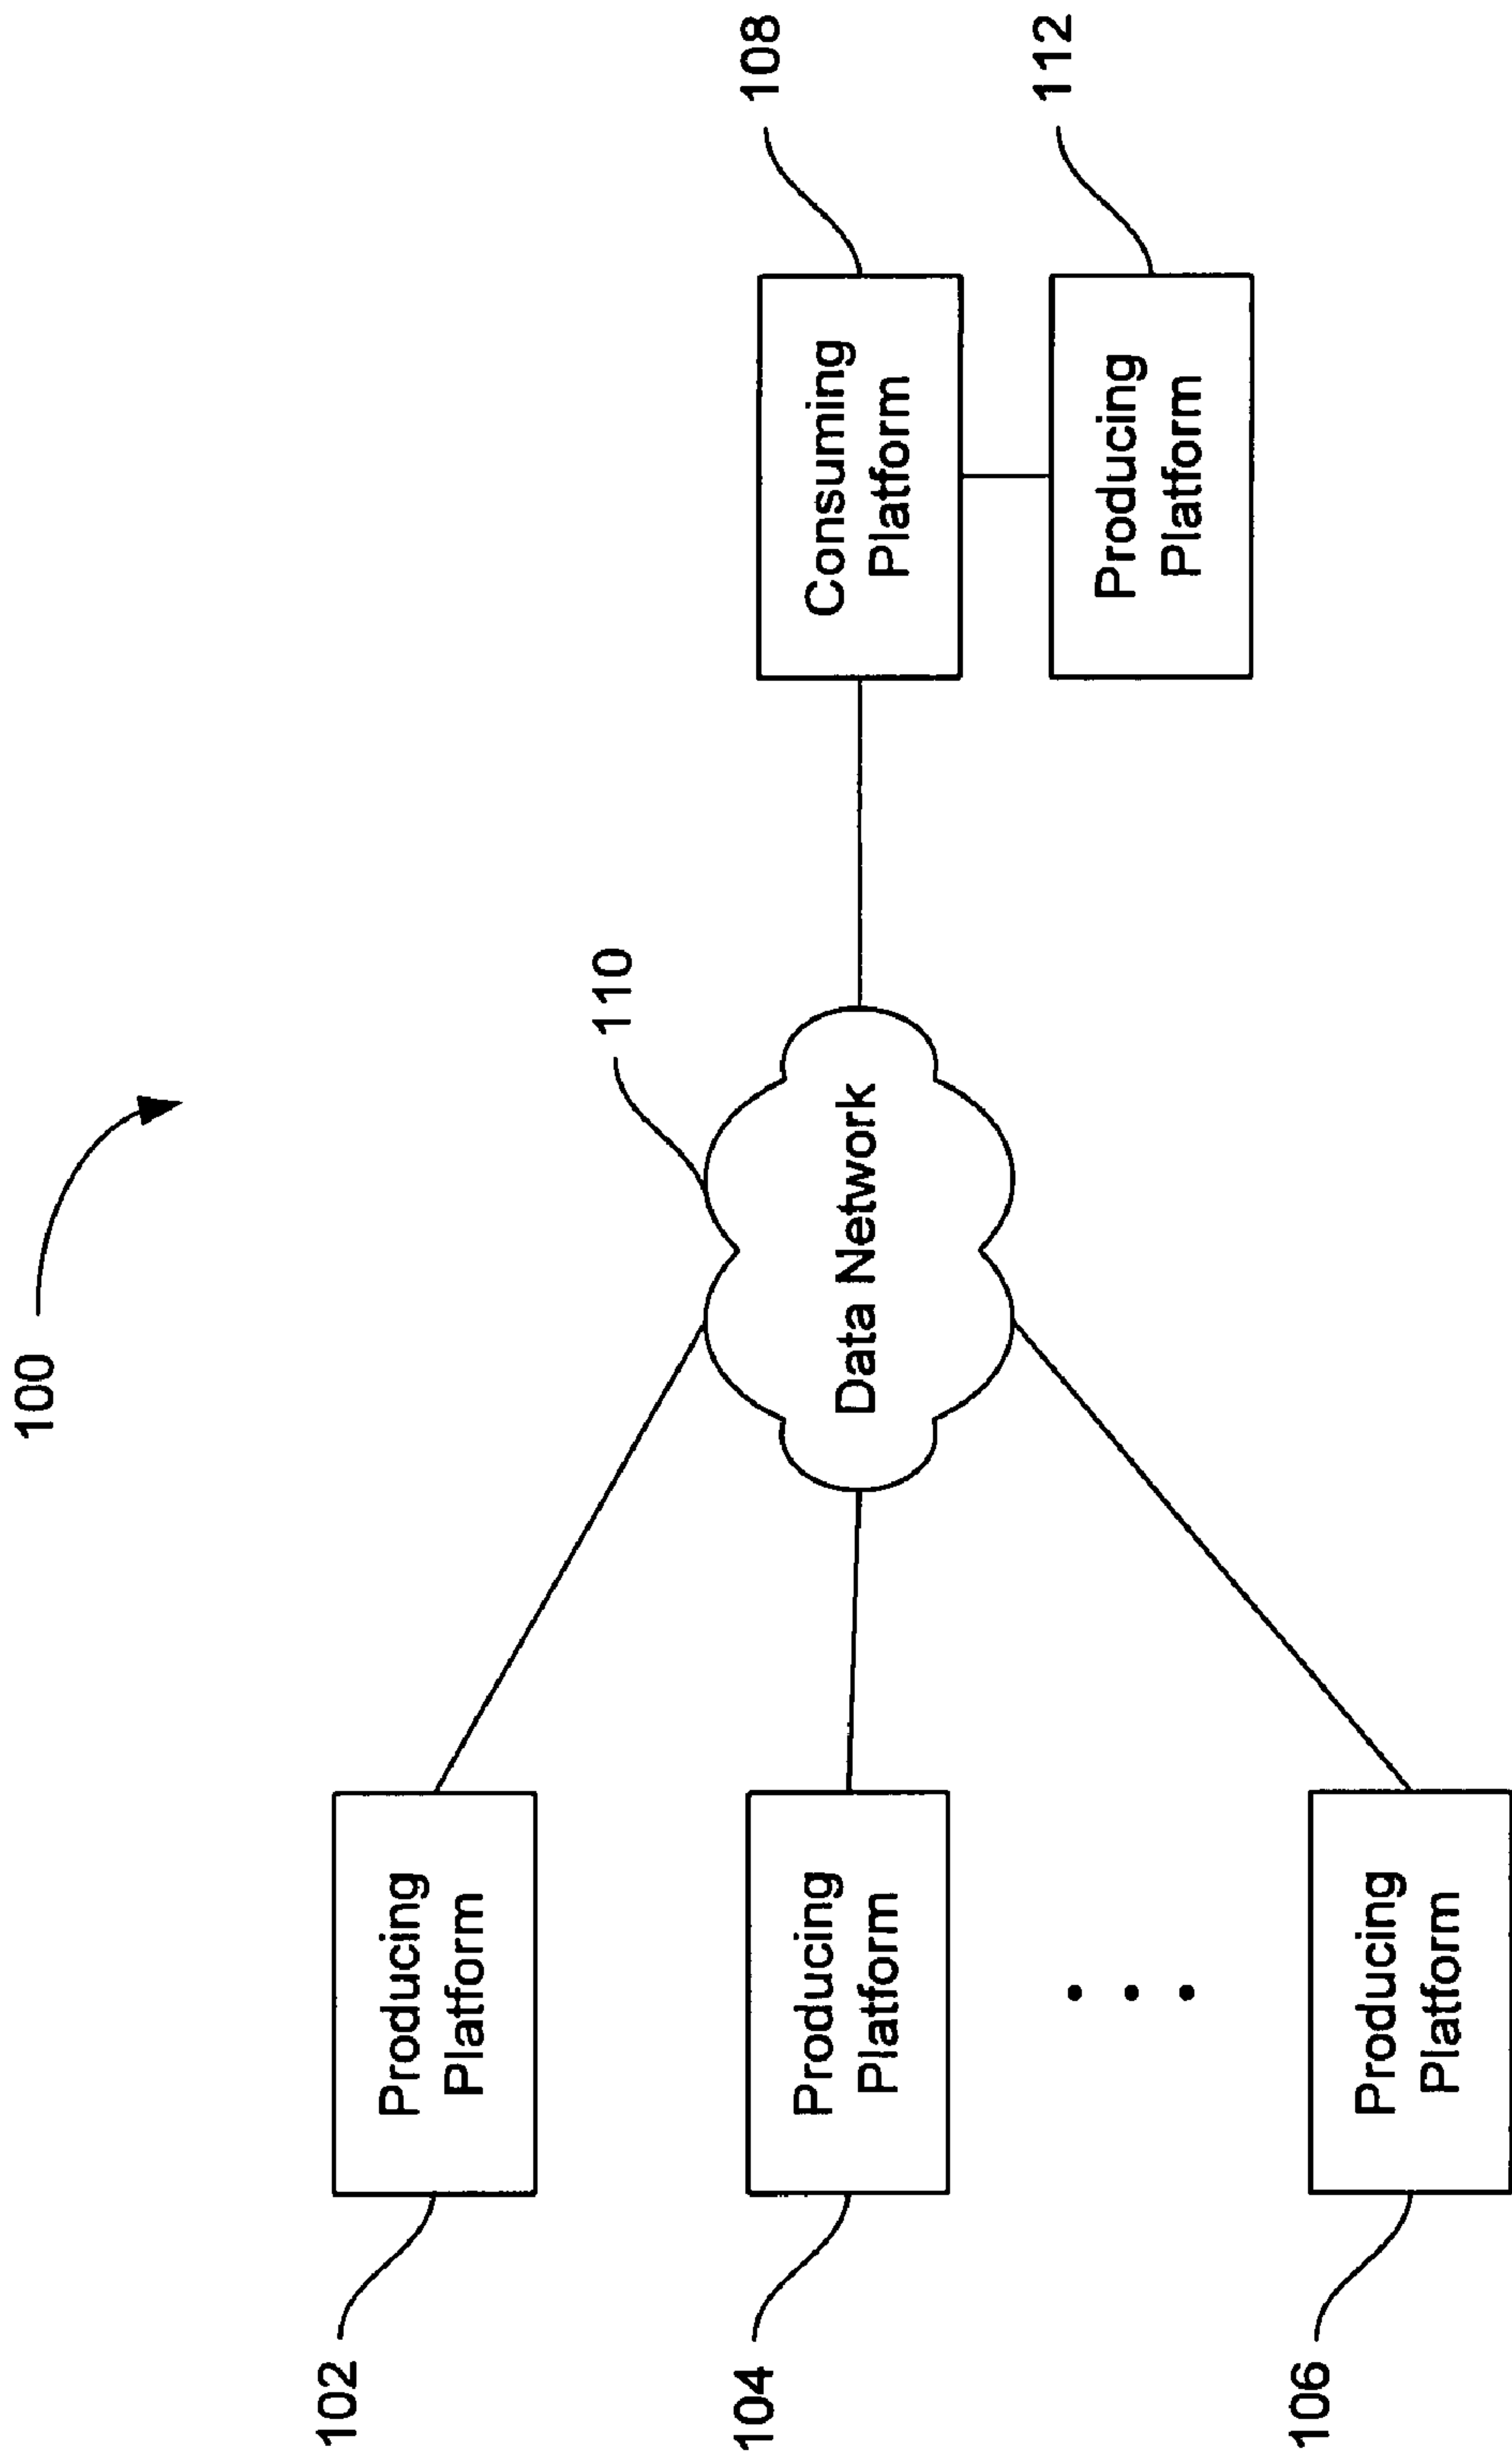 100
102
Producing
Platform
110
104
Producing
Platform
Data Network
Consuming
Platform
108
Producing
Platform
112
106
Producing
Platform